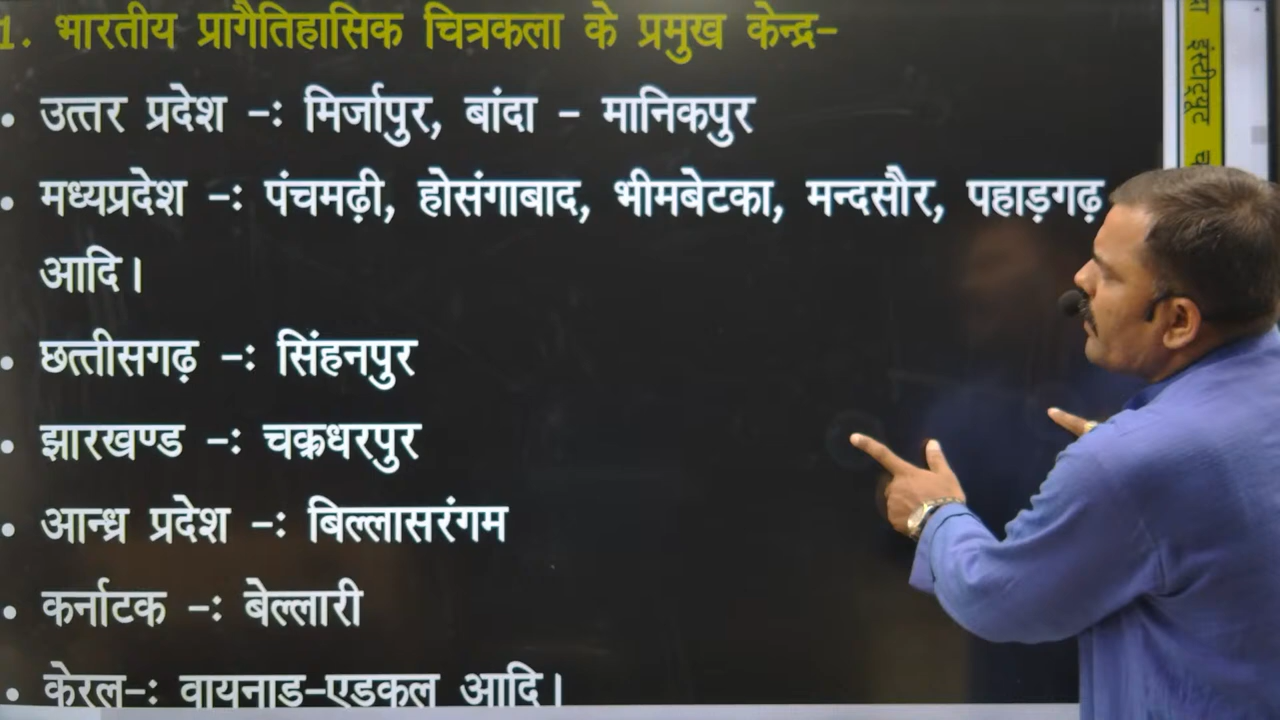 1. भारतीय प्रागैतिहासिक चित्रकला के प्रमुख केन्द्र-
• उत्तर प्रदेश -: मिर्जापुर, बांदा - मानिकपुर
• मध्यप्रदेश -: पंचमढ़ी, होसंगाबाद, भीमबेटका, मन्दसौर, पहाड़गढ़
आदि।
• छत्तीसगढ़ -: सिंहनपुर
• झारखण्ड -: चक्रधरपुर
• आन्ध्र प्रदेश -: बिल्लासरंगम
• कर्नाटक -: बेल्लारी
• केरल-: वायनाड-एडकल आदि।
इंस्टीट्यूट